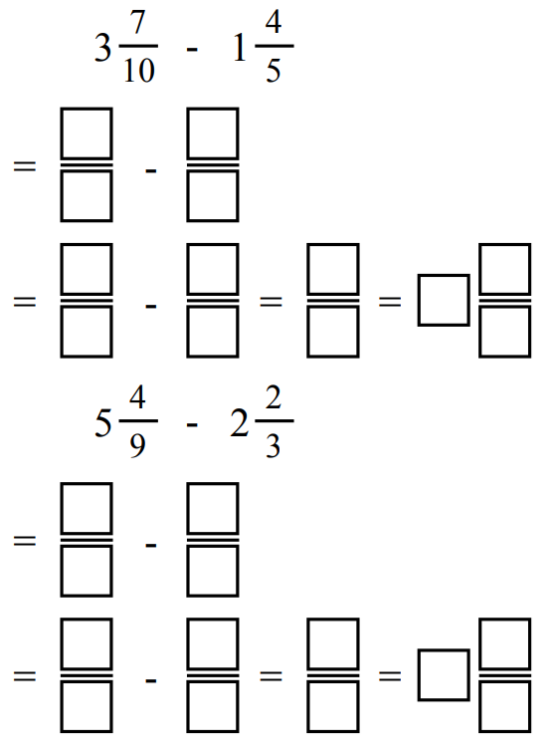 3 7/10 - 1 4/5
= □/□ - □/□
= □/□ - □/□ = □/□ = □ □/□
5 4/9 - 2 2/3
= □/□ - □/□
= □/□ - □/□ = □/□ = □ □/□